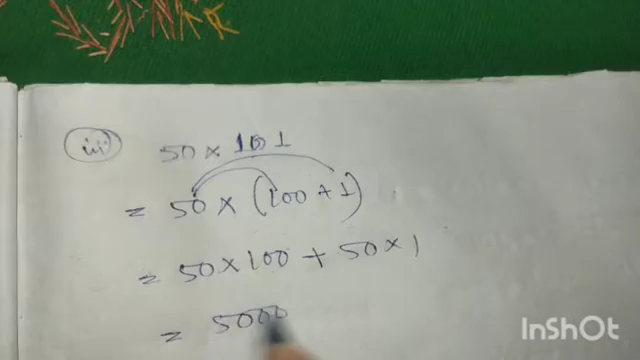 (iii) 50 × 101
= 50 × (100 + 1)
= 50 × 100 + 50 × 1
= 5000
InShOt